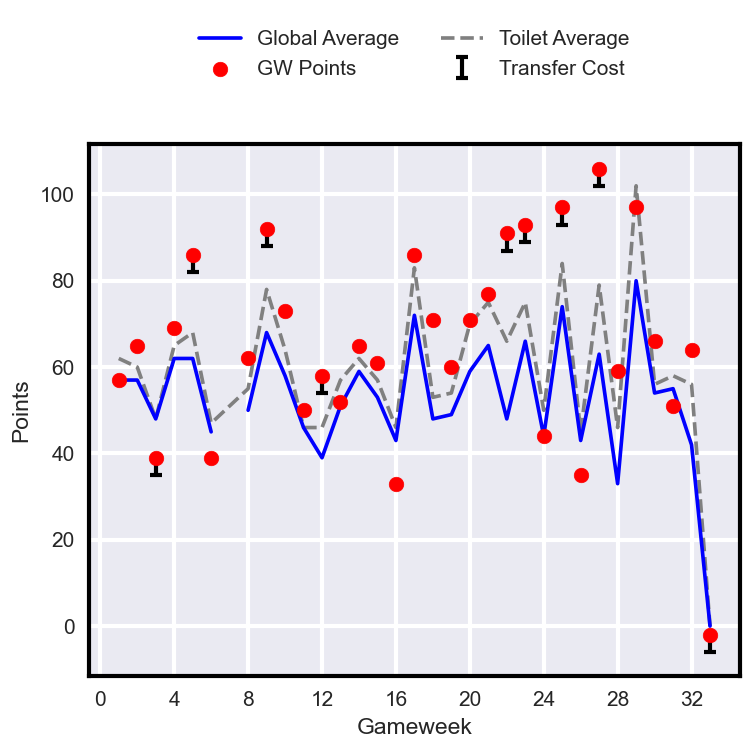 Global Average
Toilet Average
GW Points
Transfer Cost
100
80
60
40
20
0
Points
0 4 8 12 16 20 24 28 32
Gameweek